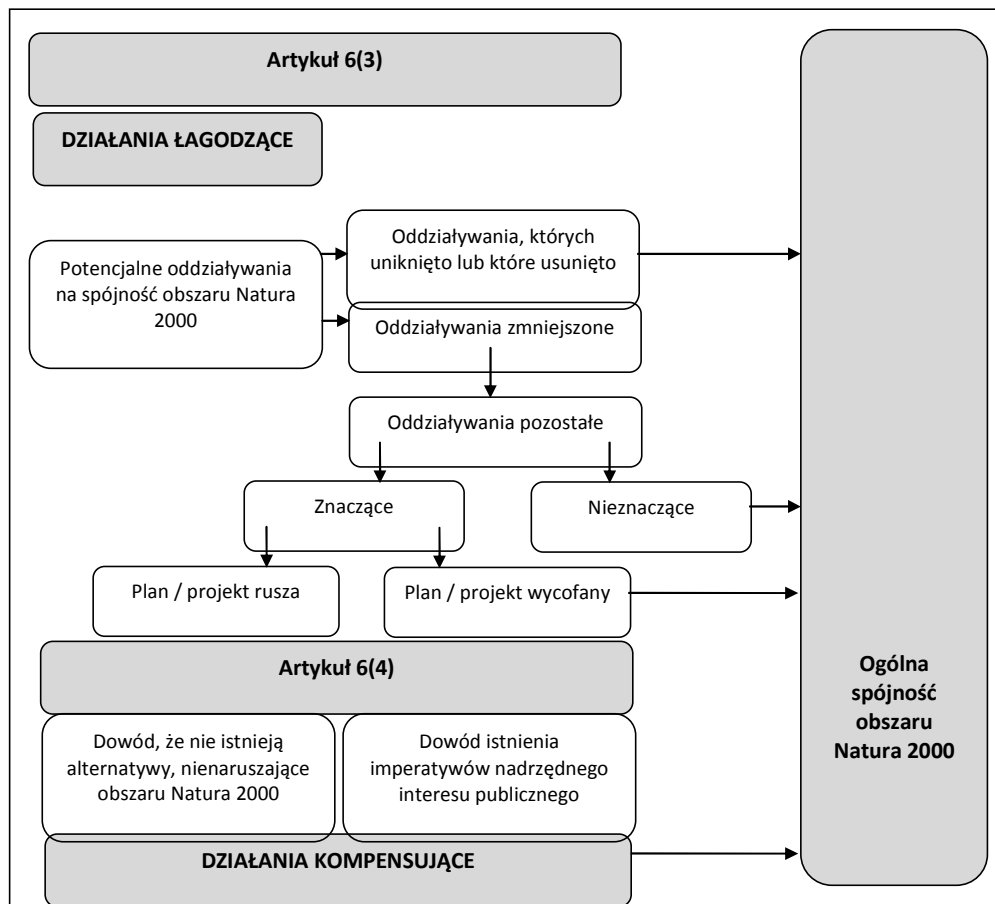 Artykuł 6(3)
DZIAŁANIA ŁAGODZĄCE
Oddziaływania, których
uniknięto lub które usunięto
Potencjalne oddziaływania
na spójność obszaru Natura
2000
Oddziaływania zmniejszone
Oddziaływania pozostałe
Znaczące
Nieznaczące
Plan / projekt rusza
Plan / projekt wycofany
Artykuł 6(4)
Dowód, że nie istnieją
alternatywy, nienaruszające
obszaru Natura 2000
Dowód istnienia
imperatywów nadrzędnego
interesu publicznego
DZIAŁANIA KOMPENSUJĄCE
Ogólna
spójność
obszaru
Natura 2000